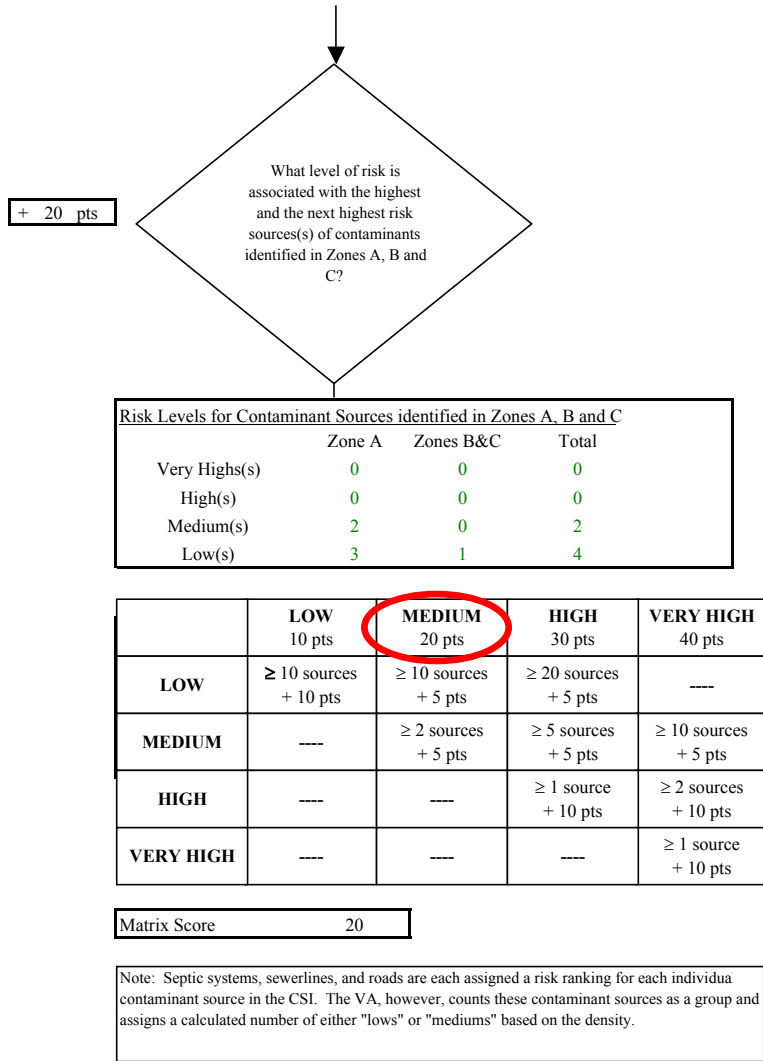 What level of risk is
associated with the highest
and the next highest risk
sources(s) of contaminants
identified in Zones A, B and
C?
+ 20 pts
Risk Levels for Contaminant Sources identified in Zones A, B and C
Zone A Zones B&C Total
Very Highs(s) 0 0 0
High(s) 0 0 0
Medium(s) 2 0 2
Low(s) 3 1 4
LOW MEDIUM HIGH VERY HIGH
10 pts 20 pts 30 pts 40 pts
LOW ≥ 10 sources ≥ 10 sources ≥ 20 sources ----
+ 10 pts + 5 pts + 5 pts
MEDIUM ---- ≥ 2 sources ≥ 5 sources ≥ 10 sources
+ 5 pts + 5 pts + 5 pts
HIGH ---- ---- ≥ 1 source ≥ 2 sources
+ 10 pts + 10 pts
VERY HIGH ---- ---- ---- ≥ 1 source
+ 10 pts
Matrix Score 20
Note: Septic systems, sewerlines, and roads are each assigned a risk ranking for each individua
contaminant source in the CSI. The VA, however, counts these contaminant sources as a group and
assigns a calculated number of either "lows" or "mediums" based on the density.